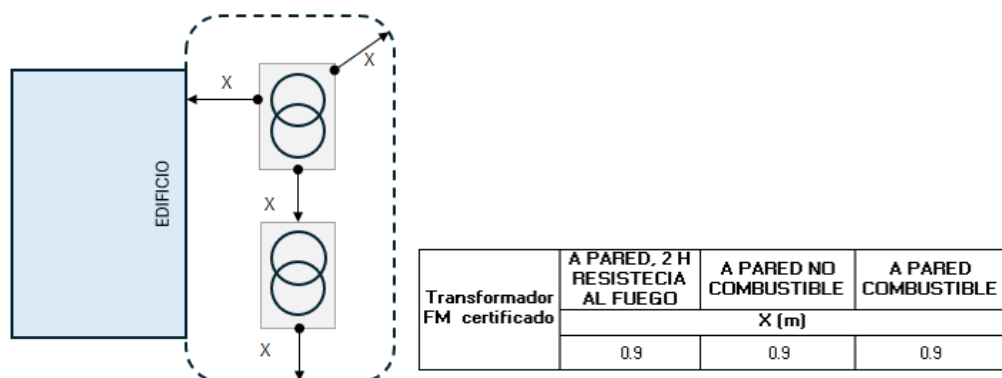 X
X
EDIFICIO
X
X
Transformador
FM certificado
A PARED, 2 H
RESISTECIA
AL FUEGO
A PARED NO
COMBUSTIBLE
A PARED
COMBUSTIBLE
X (m)
0.9
0.9
0.9